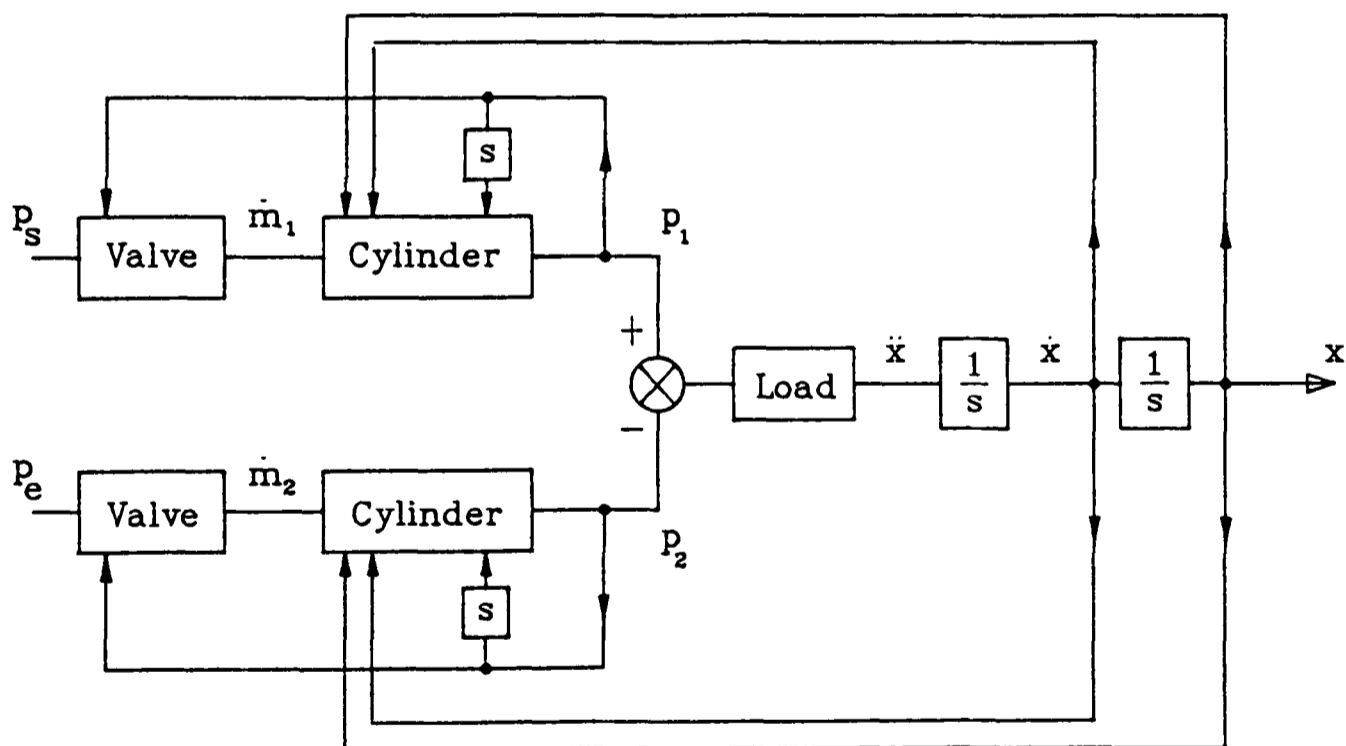 s
p₁
pₛ
ṁ₁
Valve
Cylinder
+
ẍ
ẋ
x
Load
1
s
1
s
−
pₑ
ṁ₂
Valve
Cylinder
p₂
s